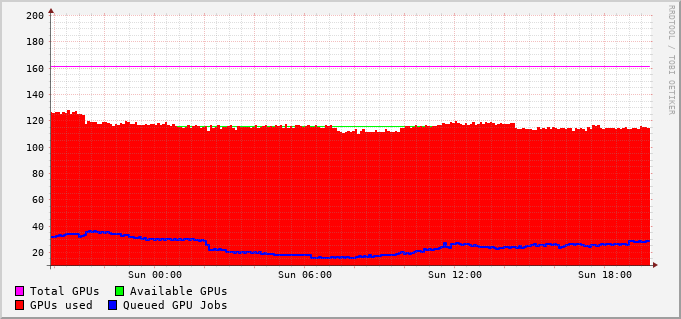 200
180
160
140
120
100
80
60
40
20
Sun 00:00 Sun 06:00 Sun 12:00 Sun 18:00
Total GPUs Available GPUs
GPUs used Queued GPU Jobs
RRDTOOL / TOBI OETIKER